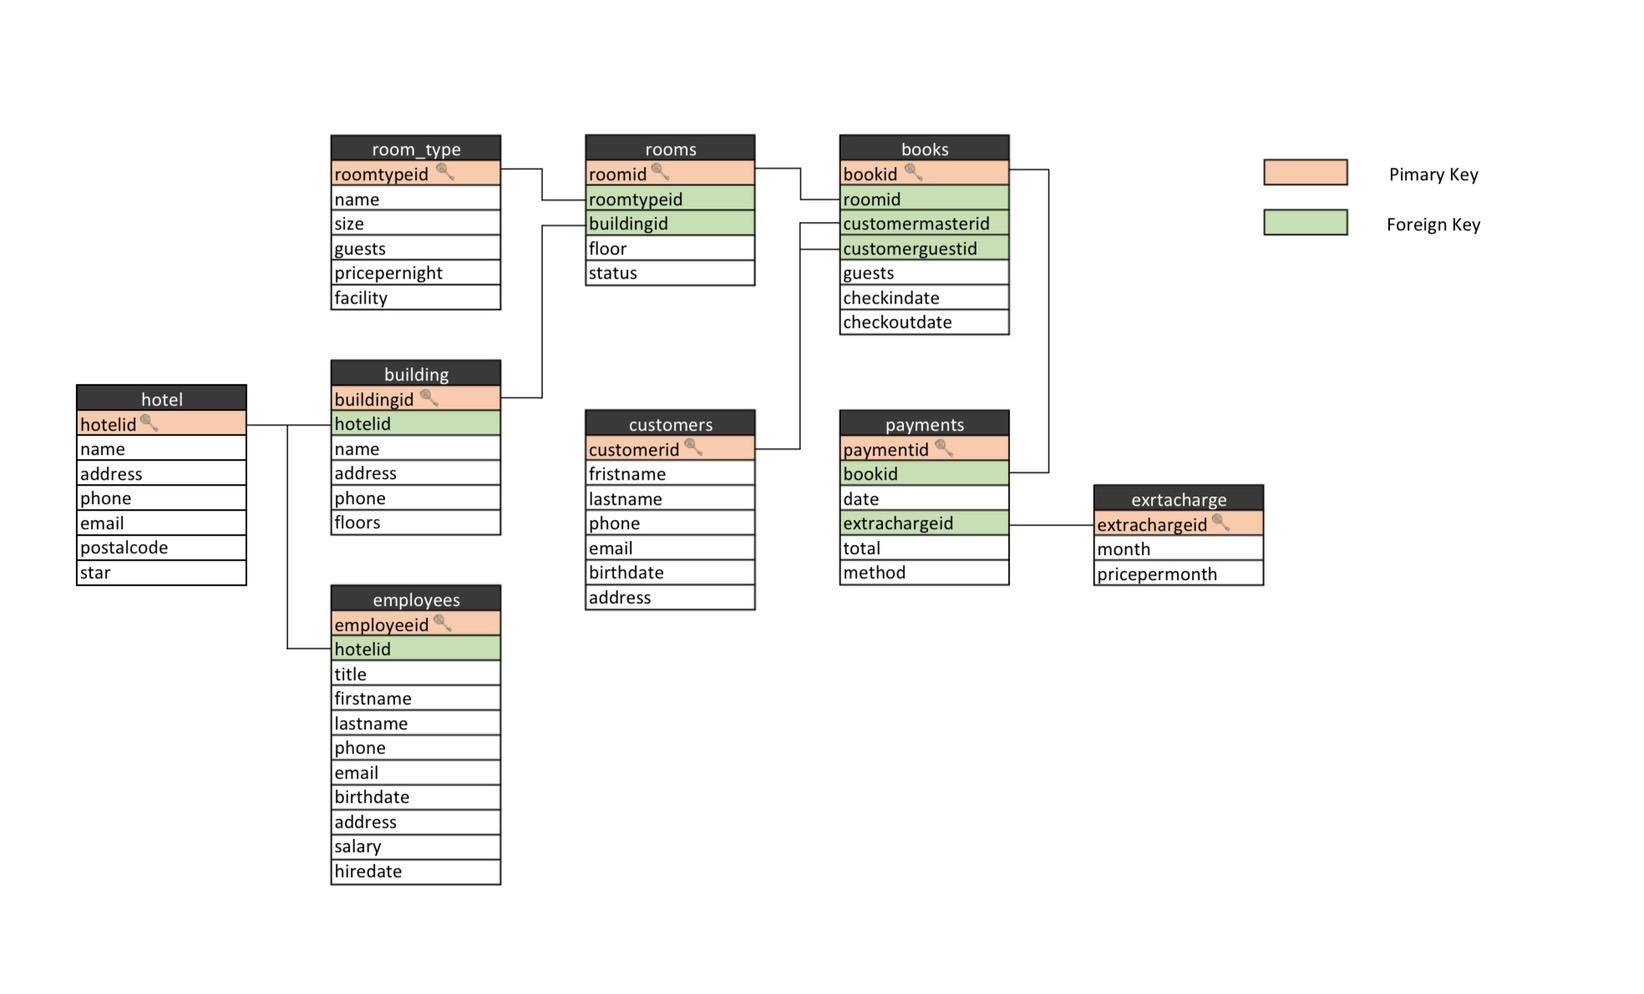 room_type
roomtypeid
name
size
guests
pricepernight
facility
rooms
roomid
roomtypeid
buildingid
floor
status
books
bookid
roomid
customermasterid
customerguestid
guests
checkindate
checkoutdate
Pimary Key
Foreign Key
hotel
hotelid
name
address
phone
email
postalcode
star
building
buildingid
hotelid
name
address
phone
floors
customers
customerid
fristname
lastname
phone
email
birthdate
address
payments
paymentid
bookid
date
extrachargeid
total
method
exrtacharge
extrachargeid
month
pricepermonth
employees
employeeid
hotelid
title
firstname
lastname
phone
email
birthdate
address
salary
hiredate